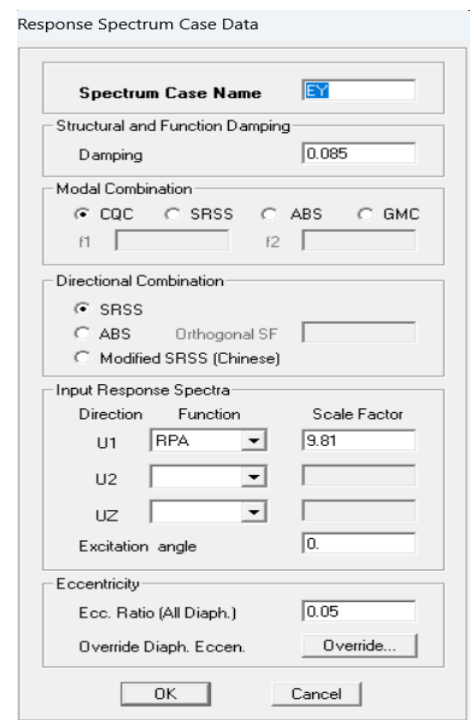 Response Spectrum Case Data
Spectrum Case Name EY
Structural and Function Damping
Damping 0.085
Modal Combination
CQC SRSS ABS GMC
f1 f2
Directional Combination
SRSS
ABS Orthogonal SF
Modified SRSS (Chinese)
Input Response Spectra
Direction Function Scale Factor
U1 RPA 9.81
U2
UZ
Excitation angle 0.
Eccentricity
Ecc. Ratio (All Diaph.) 0.05
Override Diaph. Eccen. Override...
OK Cancel